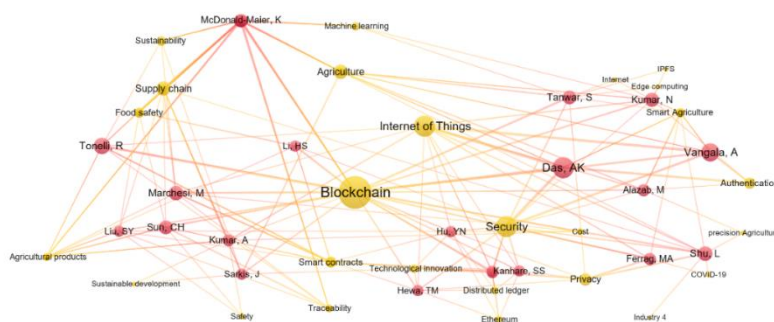 McDonald-Meier, K
Machine learning
Sustainability
IPFS
Agriculture
Internet
Supply chain
Edge computing
Tanwar, S
Kumar, N
Food safety
Smart Agriculture
Internet of Things
Tonelli, R
Li, HS
Vangala, A
Das, AK
Authentication
Blockchain
Marchesi, M
Alazab, M
Security
Liu, SY
Sun, CH
Hu, YN
Cost
precision Agricultur
Kumar, A
Agricultural products
Shu, L
Smart contracts
Ferrag, MA
Technological innovation
Kanhere, SS
Sarkis, J
COVID-19
Privacy
Sustainable development
Hewa, TM
Distributed ledger
Traceability
Safety
Ethereum
Industry 4